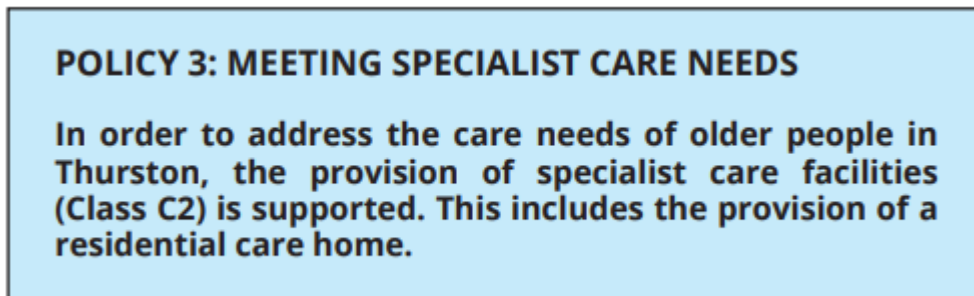 POLICY 3: MEETING SPECIALIST CARE NEEDS
In order to address the care needs of older people in
Thurston, the provision of specialist care facilities
(Class C2) is supported. This includes the provision of a
residential care home.